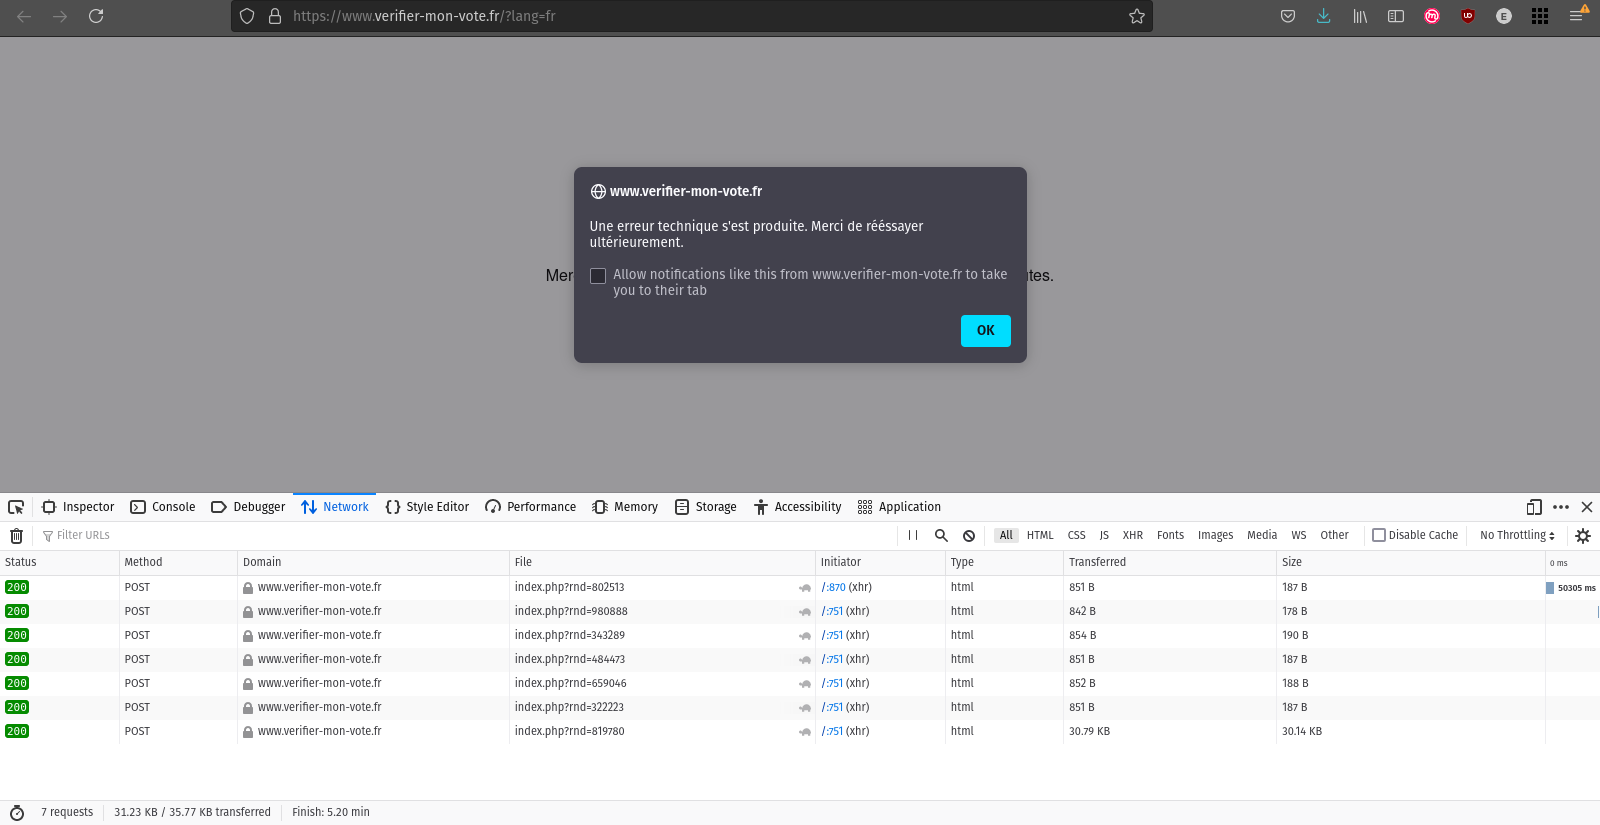 https://www.verifier-mon-vote.fr/?lang=fr
E
www.verifier-mon-vote.fr
Une erreur technique s'est produite. Merci de rééssayer
ultérieurement.
Allow notifications like this from www.verifier-mon-vote.fr to take
you to their tab
OK
Inspector Console Debugger Network Style Editor Performance Memory Storage Accessibility Application
Filter URLs All HTML CSS JS XHR Fonts Images Media WS Other Disable Cache No Throttling
Status Method Domain File Initiator Type Transferred Size 0 ms
200 POST www.verifier-mon-vote.fr index.php?rnd=802513 /:870 (xhr) html 851 B 187 B 50305 ms
200 POST www.verifier-mon-vote.fr index.php?rnd=980888 /:751 (xhr) html 842 B 178 B
200 POST www.verifier-mon-vote.fr index.php?rnd=343289 /:751 (xhr) html 854 B 190 B
200 POST www.verifier-mon-vote.fr index.php?rnd=484473 /:751 (xhr) html 851 B 187 B
200 POST www.verifier-mon-vote.fr index.php?rnd=659046 /:751 (xhr) html 852 B 188 B
200 POST www.verifier-mon-vote.fr index.php?rnd=322223 /:751 (xhr) html 851 B 187 B
200 POST www.verifier-mon-vote.fr index.php?rnd=819780 /:751 (xhr) html 30.79 KB 30.14 KB
7 requests 31.23 KB / 35.77 KB transferred Finish: 5.20 min